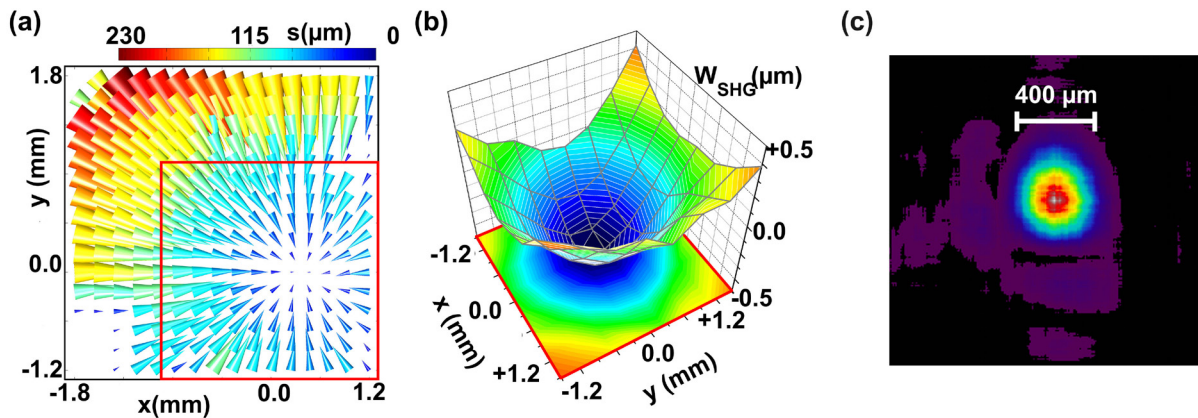 (a)
230 115 s(µm) 0
1.8
y (mm)
0.0
-1.2
-1.8 0.0 1.2
x(mm)
(b)
W_SHG(µm)
+0.5
0.0
-0.5
-1.2
0.0
+1.2
x (mm)
-1.2
0.0
+1.2
y (mm)
(c)
400 µm